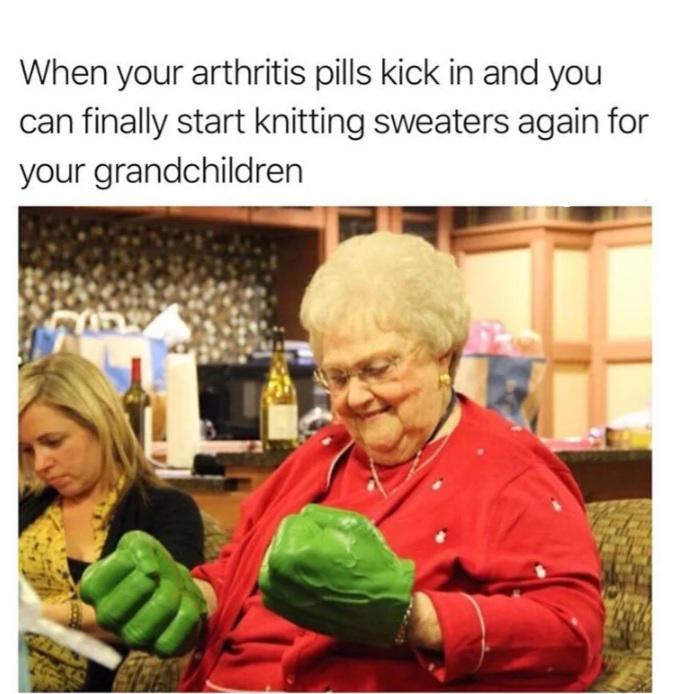 When your arthritis pills kick in and you
can finally start knitting sweaters again for
your grandchildren